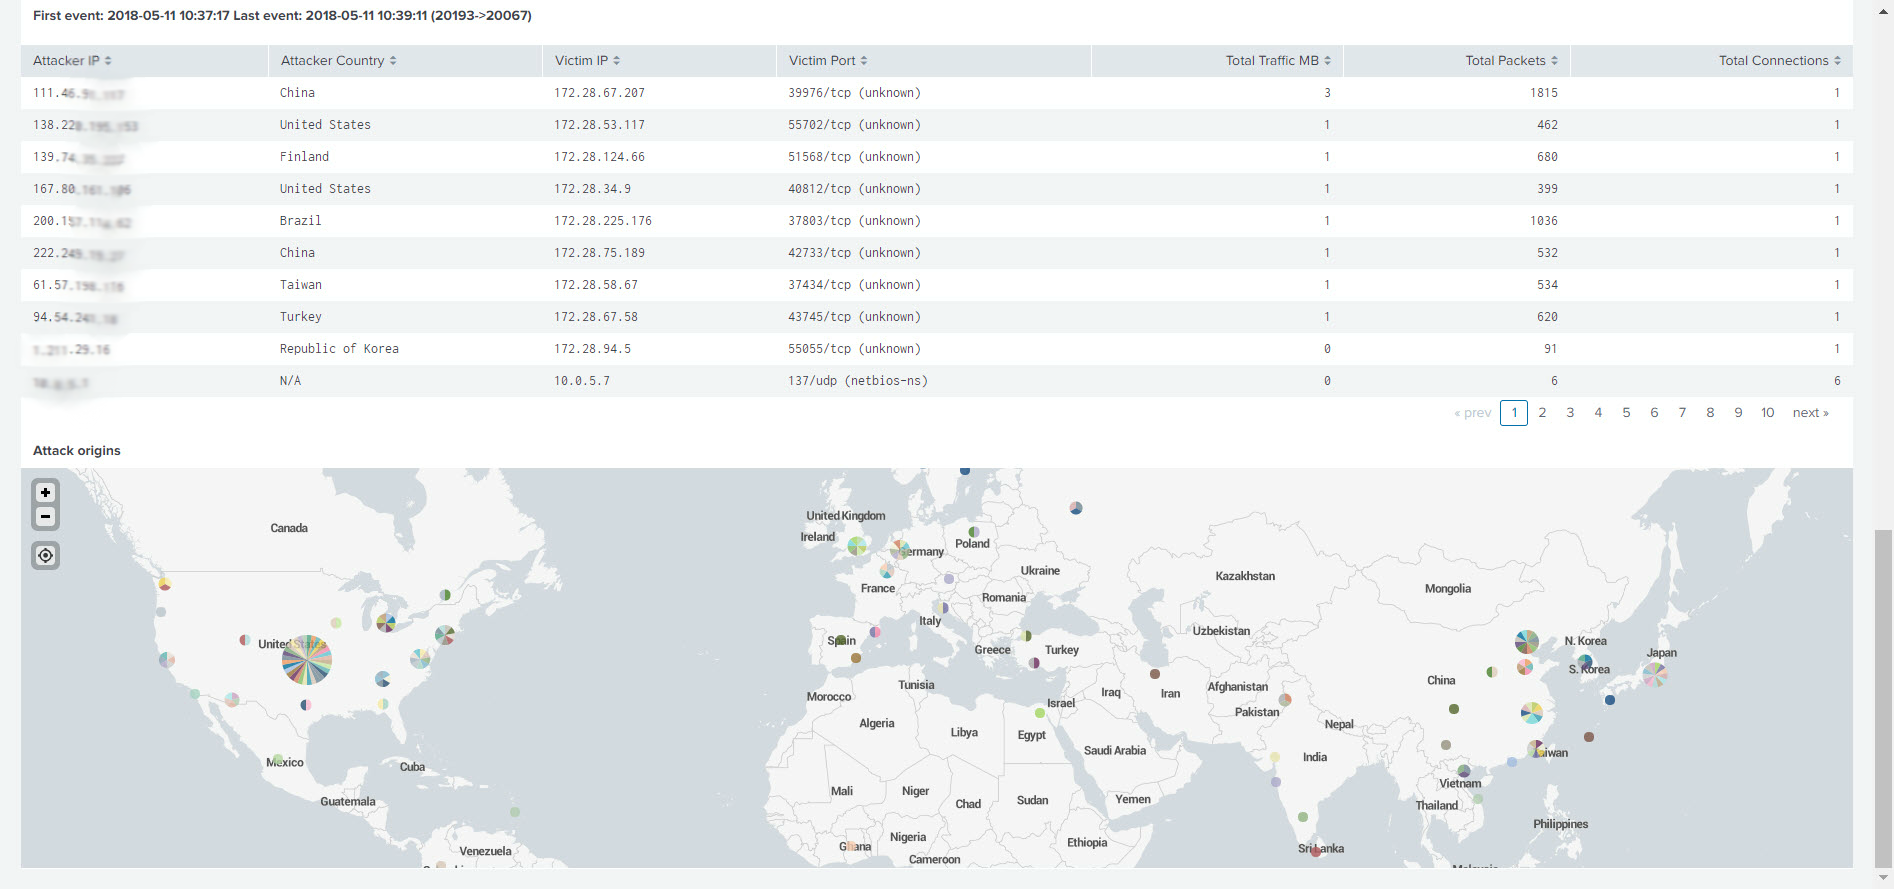 First event: 2018-05-11 10:37:17 Last event: 2018-05-11 10:39:11 (20193->20067)
Attacker IP Attacker Country Victim IP Victim Port Total Traffic MB Total Packets Total Connections
111.46. China 172.28.67.207 39976/tcp (unknown) 3 1815 1
138.22 United States 172.28.53.117 55702/tcp (unknown) 1 462 1
139.74 Finland 172.28.124.66 51568/tcp (unknown) 1 680 1
167.80 United States 172.28.34.9 40812/tcp (unknown) 1 399 1
200.1 Brazil 172.28.225.176 37803/tcp (unknown) 1 1036 1
222.24 China 172.28.75.189 42733/tcp (unknown) 1 532 1
61.57. Taiwan 172.28.58.67 37434/tcp (unknown) 1 534 1
94.54. Turkey 172.28.67.58 43745/tcp (unknown) 1 620 1
.29.16 Republic of Korea 172.28.94.5 55055/tcp (unknown) 0 91 1
N/A 10.0.5.7 137/udp (netbios-ns) 0 6 6
« prev 1 2 3 4 5 6 7 8 9 10 next »
Attack origins
+
−
United Kingdom
Canada
Ireland
Poland
Germany
Ukraine
Kazakhstan
France
Mongolia
Romania
Italy
Uzbekistan
United States
Spain
N. Korea
Greece
Turkey
Japan
S. Korea
China
Tunisia
Afghanistan
Morocco
Iraq
Iran
Israel
Pakistan
Algeria
Nepal
Libya
Egypt
Saudi Arabia
Taiwan
India
Mexico
Cuba
Vietnam
Mali
Niger
Guatemala
Chad
Sudan
Yemen
Thailand
Philippines
Nigeria
Ethiopia
Ghana
Sri Lanka
Venezuela
Cameroon